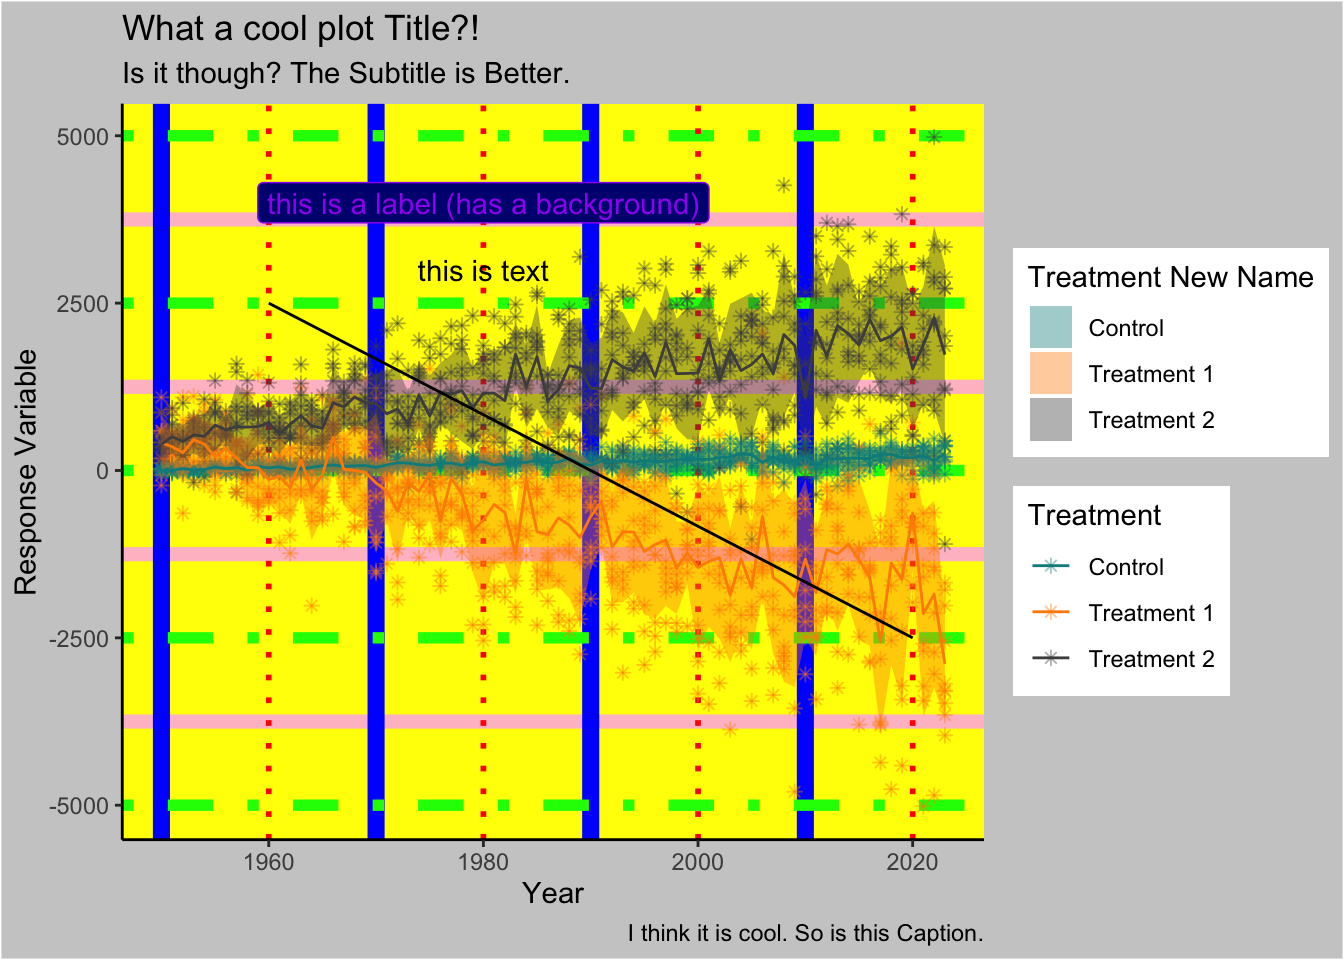 What a cool plot Title?!
Is it though? The Subtitle is Better.
Response Variable
5000
2500
0
-2500
-5000
this is a label (has a background)
this is text
1960
1980
2000
2020
Year
I think it is cool. So is this Caption.
Treatment New Name
Control
Treatment 1
Treatment 2
Treatment
Control
Treatment 1
Treatment 2